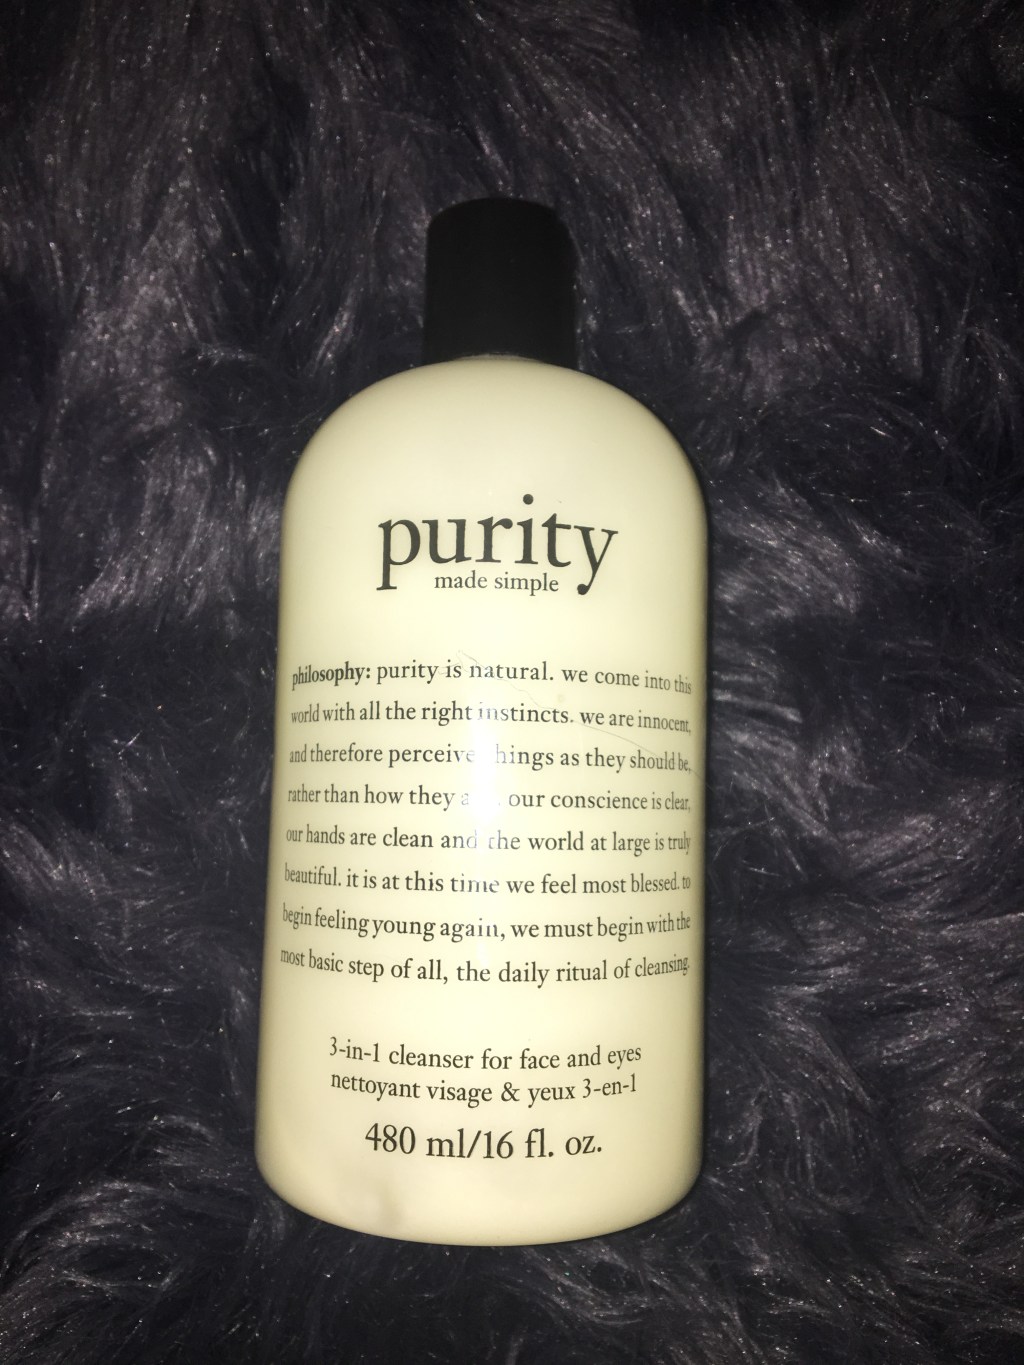 purity
made simple
philosophy: purity is natural. we come into this
world with all the right instincts. we are innocent,
and therefore perceive things as they should be,
rather than how they our conscience is clear,
our hands are clean and the world at large is truly
beautiful. it is at this time we feel most blessed. to
begin feeling young again, we must begin with the
most basic step of all, the daily ritual of cleansing.
3-in-1 cleanser for face and eyes
nettoyant visage & yeux 3-en-1
480 ml/16 fl. oz.